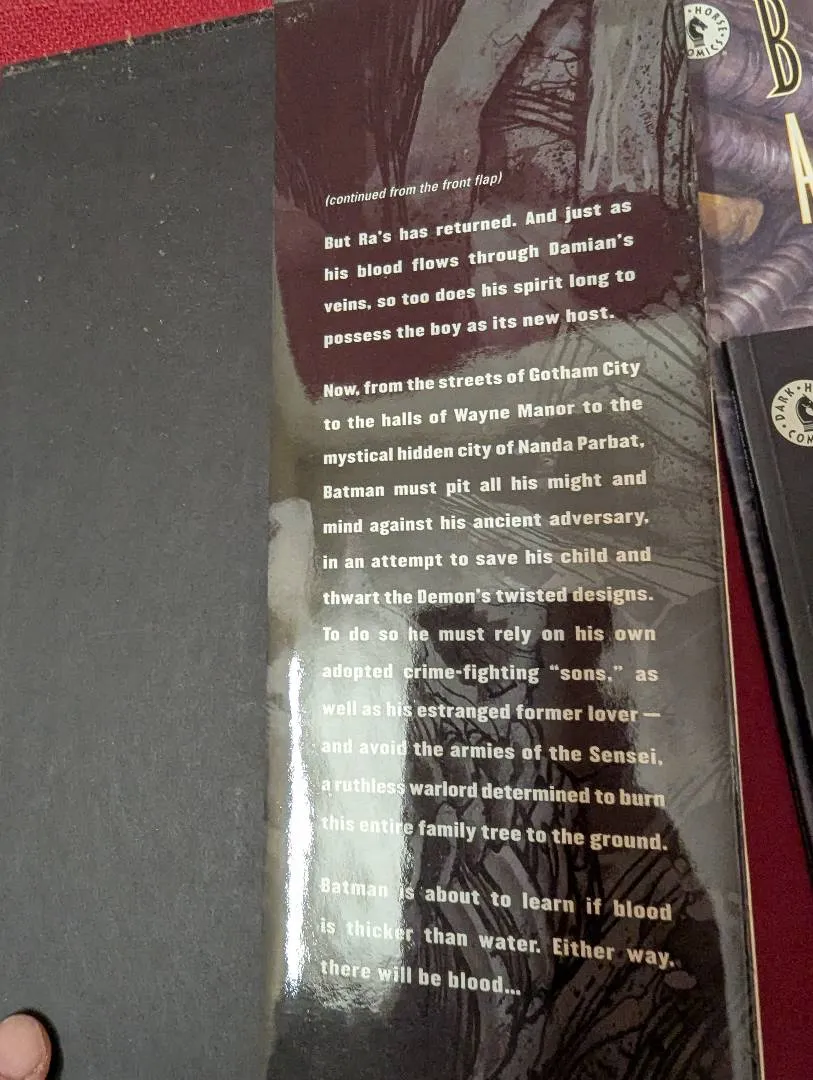 (continued from the front flap)
But Ra's has returned. And just as
his blood flows through Damian's
veins, so too does his spirit long to
possess the boy as its new host.
Now, from the streets of Gotham City
to the halls of Wayne Manor to the
mystical hidden city of Nanda Parbat,
Batman must pit all his might and
mind against his ancient adversary,
in an attempt to save his child and
thwart the Demon's twisted designs.
To do so he must rely on his own
adopted crime-fighting “sons,” as
well as his estranged former lover —
and avoid the armies of the Sensei,
a ruthless warlord determined to burn
this entire family tree to the ground.
Batman is about to learn if blood
is thicker than water. Either way,
there will be blood...
HORSE
OMICS
B
A
DARK H
COM